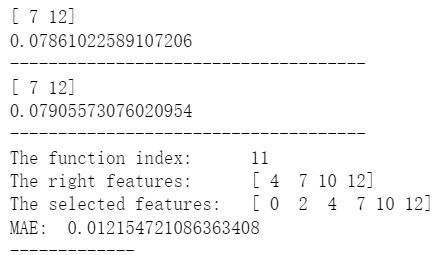 [ 7 12]
0.07861022589107206
-------------------------------------
[ 7 12]
0.07905573076020954
-------------------------------------
The function index:      11
The right features:      [ 4  7 10 12]
The selected features:   [ 0  2  4  7 10 12]
MAE:  0.012154721086363408
-------------